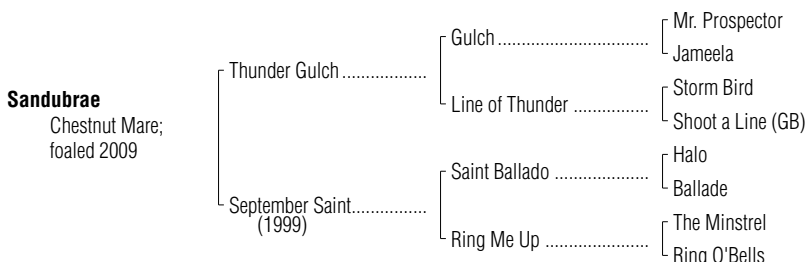 Sandubrae
Chestnut Mare;
foaled 2009
Thunder Gulch ..................
September Saint.................
(1999)
Gulch ................................
Line of Thunder ................
Saint Ballado ....................
Ring Me Up ......................
Mr. Prospector
Jameela
Storm Bird
Shoot a Line (GB)
Halo
Ballade
The Minstrel
Ring O'Bells